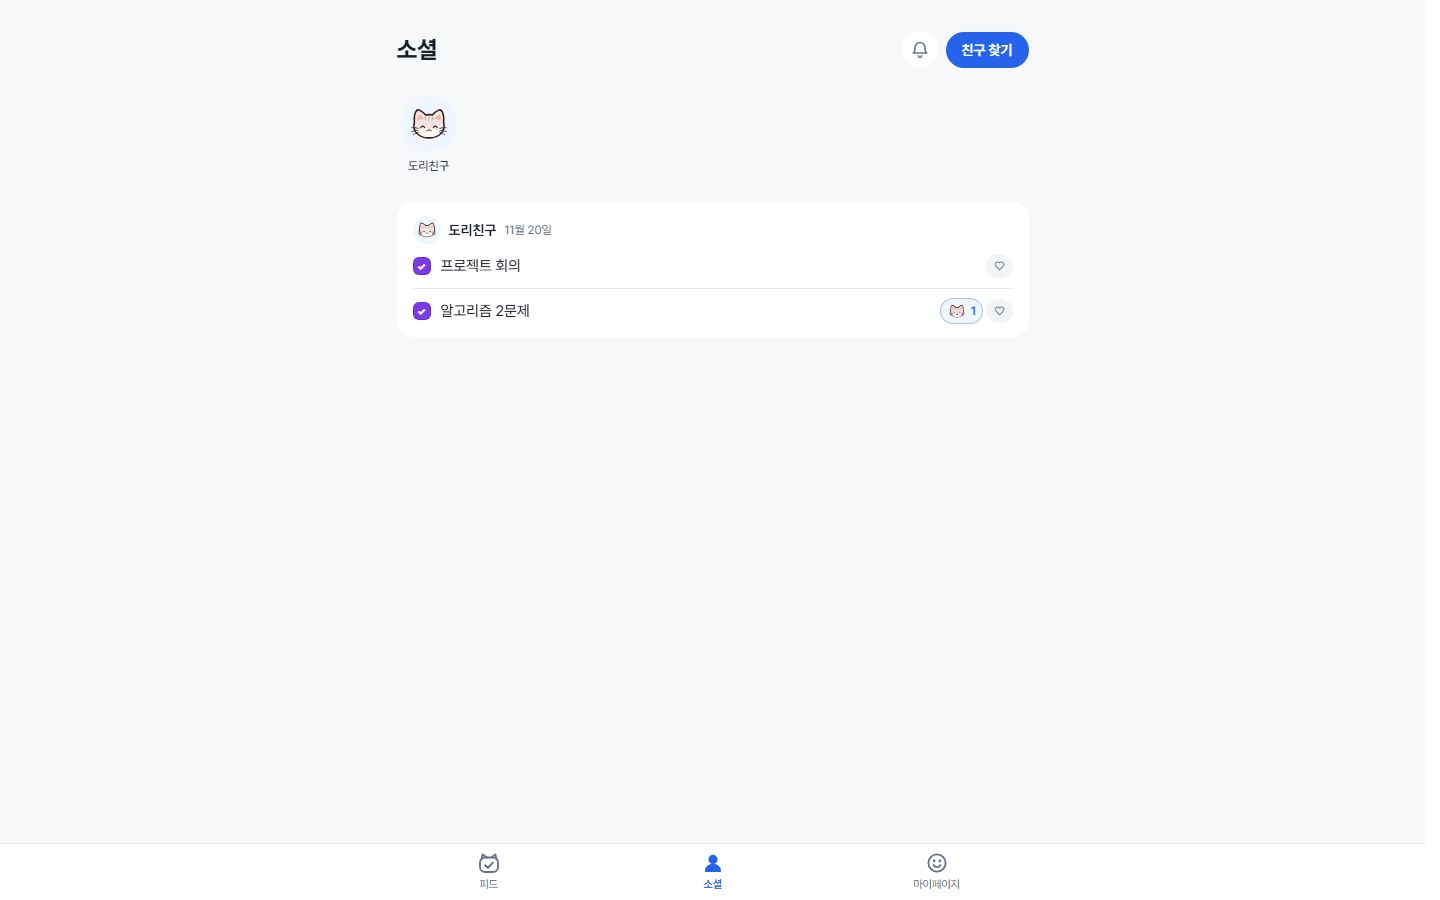 소셜
친구 찾기
도리친구
도리친구 11월 20일
프로젝트 회의
알고리즘 2문제 1
피드 소셜 마이페이지